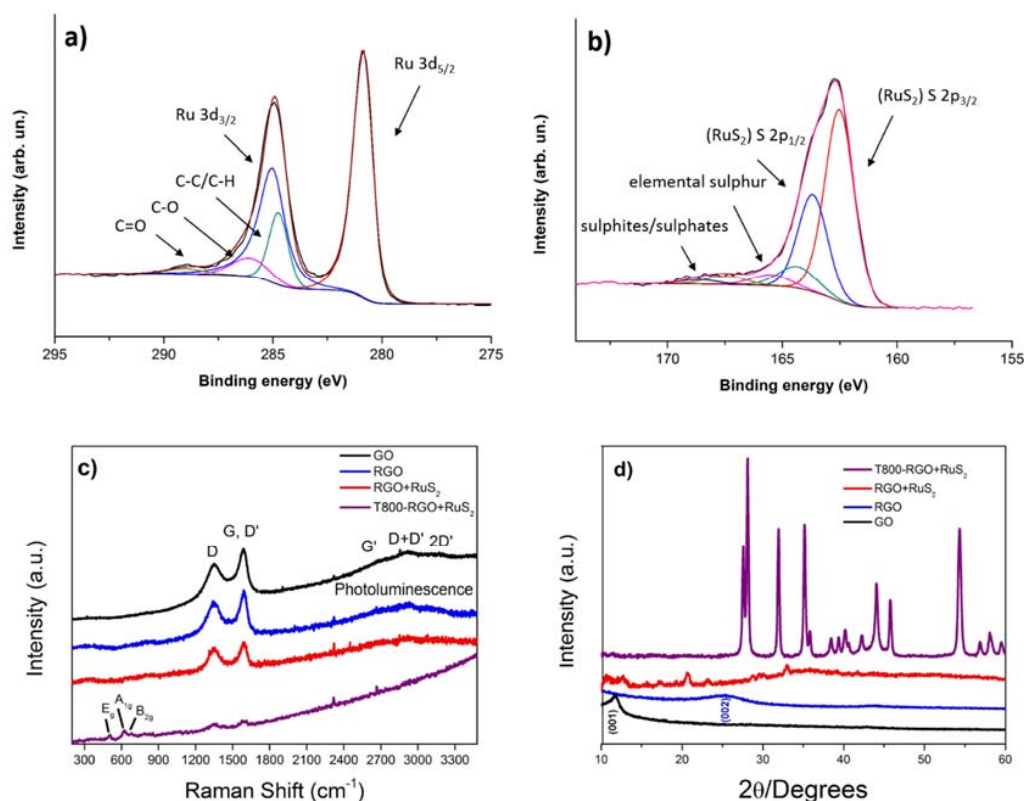 a)
Ru 3d5/2
Ru 3d3/2
C-C/C-H
C-O
C=O
Intensity (arb. un.)
295 290 285 280 275
Binding energy (eV)
b)
(RuS2) S 2p3/2
(RuS2) S 2p1/2
elemental sulphur
sulphites/sulphates
Intensity (arb. un.)
170 165 160 155
Binding energy (eV)
c)
GO
RGO
RGO+RuS2
T800-RGO+RuS2
G, D'
D
G' D+D' 2D'
Photoluminescence
Eg A1g B2g
Intensity (a.u.)
300 600 900 1200 1500 1800 2100 2400 2700 3000 3300
Raman Shift (cm-1)
d)
T800-RGO+RuS2
RGO+RuS2
RGO
GO
(001)
(002)
Intensity (a.u.)
10 20 30 40 50 60
2θ/Degrees